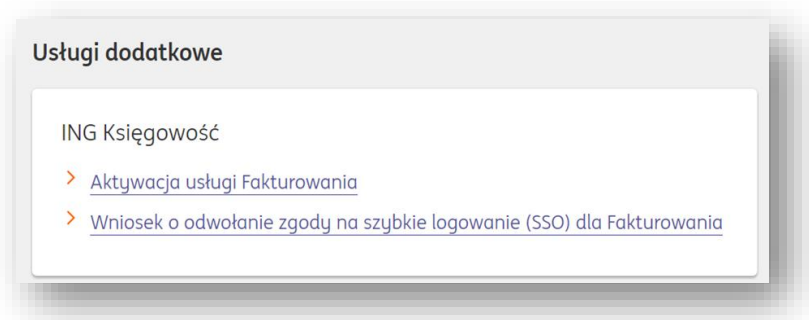 Usługi dodatkowe
ING Księgowość
Aktywacja usługi Fakturowania
Wniosek o odwołanie zgody na szybkie logowanie (SSO) dla Fakturowania